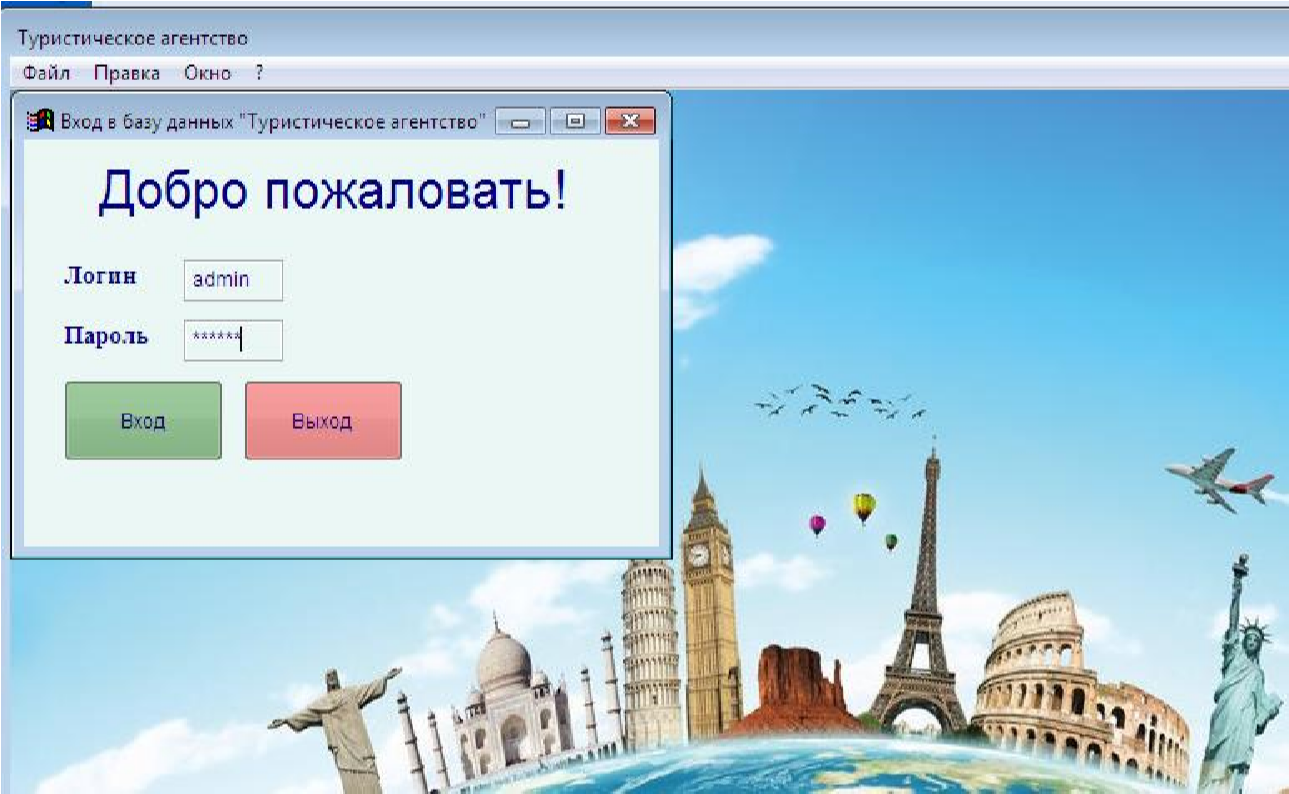 Туристическое агентство
Файл Правка Окно ?
Вход в базу данных "Туристическое агентство"
Добро пожаловать!
Логин admin
Пароль ******
Вход Выход